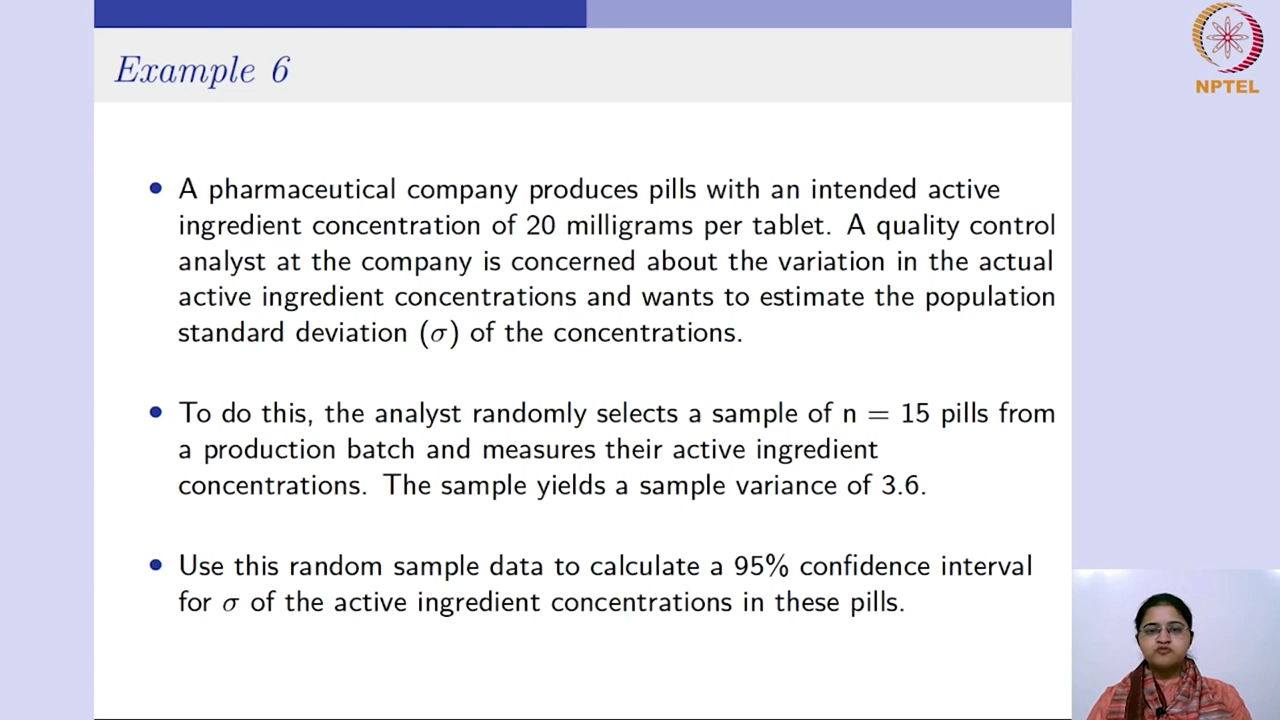 Example 6
NPTEL
• A pharmaceutical company produces pills with an intended active
ingredient concentration of 20 milligrams per tablet. A quality control
analyst at the company is concerned about the variation in the actual
active ingredient concentrations and wants to estimate the population
standard deviation (σ) of the concentrations.
• To do this, the analyst randomly selects a sample of n = 15 pills from
a production batch and measures their active ingredient
concentrations. The sample yields a sample variance of 3.6.
• Use this random sample data to calculate a 95% confidence interval
for σ of the active ingredient concentrations in these pills.